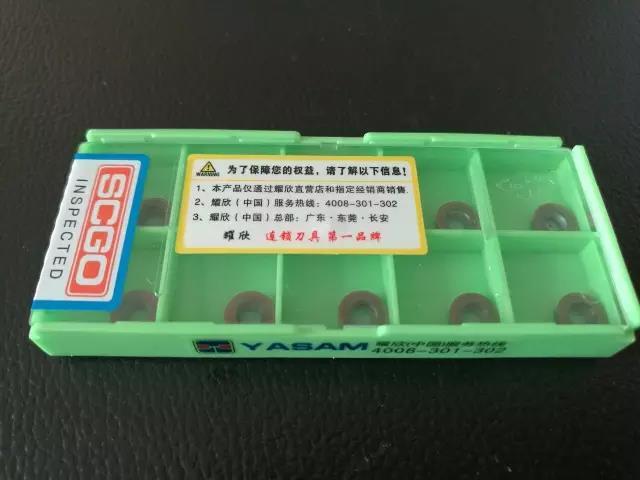 SCGO
INSPECTED
WARNING
为了保障您的权益，请了解以下信息！
1、本产品仅通过耀欣直营店和指定经销商销售.
2、耀欣（中国）服务热线：4008-301-302
3、耀欣（中国）总部：广东·东莞·长安
耀欣 连锁刀具第一品牌
YASAM
耀欣(中国)服务热线
4008-301-302